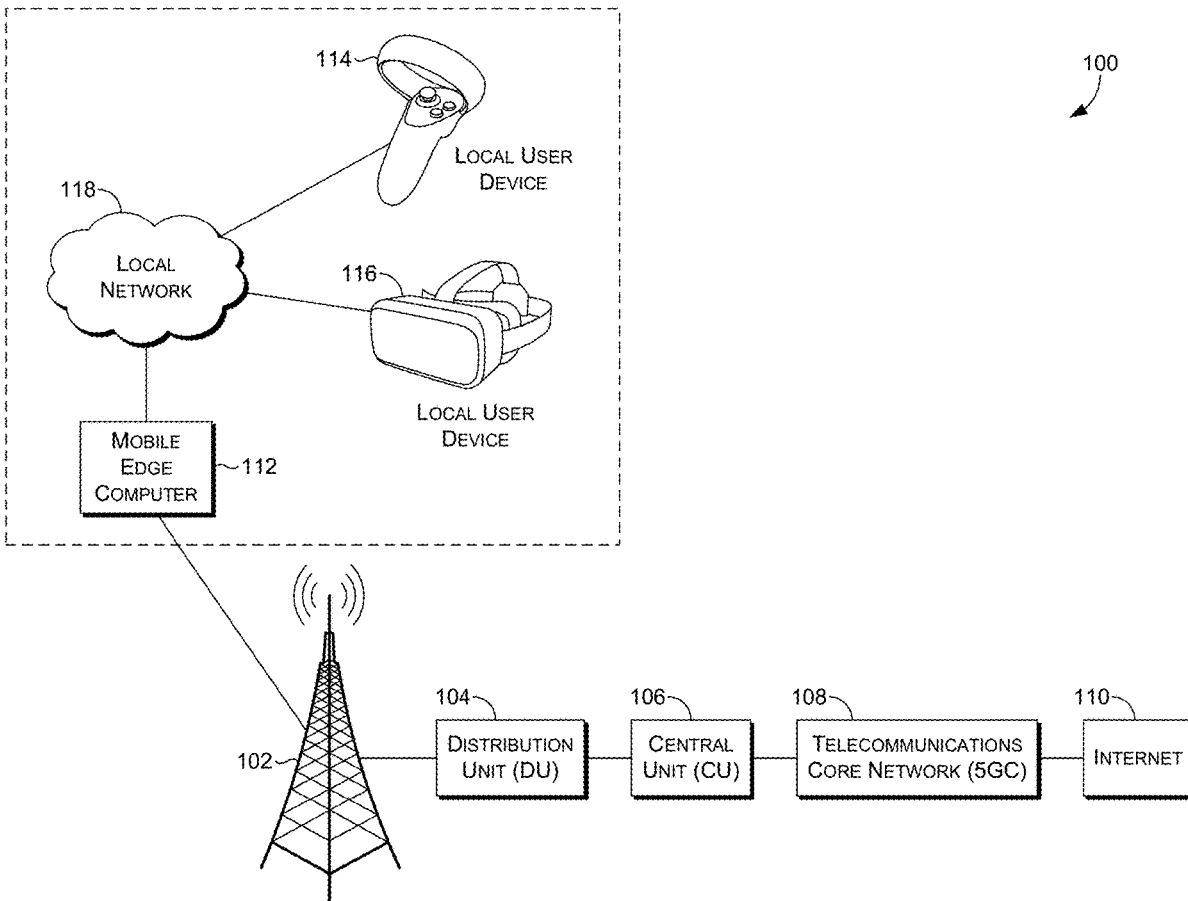 114
100
LOCAL USER
DEVICE
118
LOCAL
NETWORK
116
LOCAL USER
DEVICE
MOBILE
EDGE
COMPUTER
112
104
106
108
110
102
DISTRIBUTION
UNIT (DU)
CENTRAL
UNIT (CU)
TELECOMMUNICATIONS
CORE NETWORK (5GC)
INTERNET